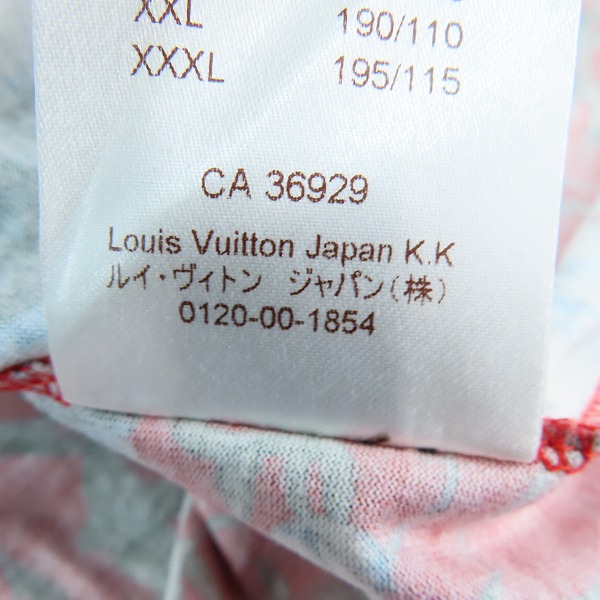 XXL 190/110
XXXL 195/115
CA 36929
Louis Vuitton Japan K.K
ルイ・ヴィトン ジャパン(株)
0120-00-1854